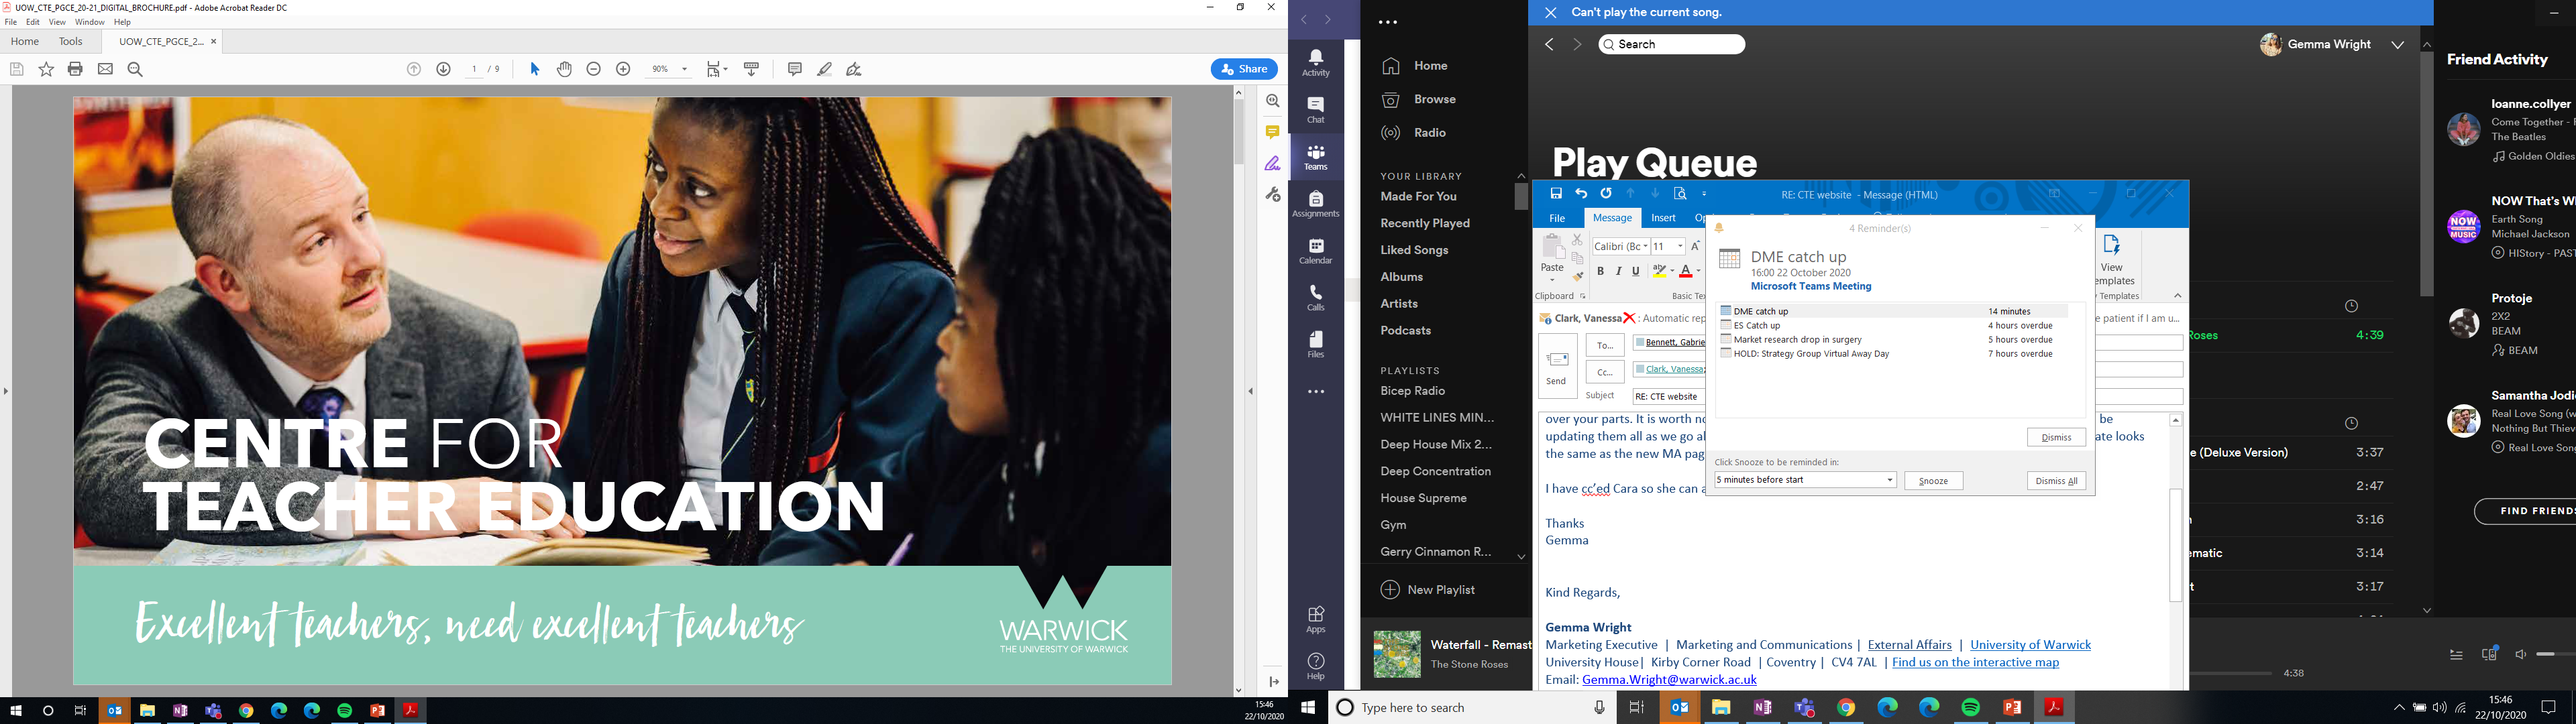 UOW_CTE_PGCE_20-21_DIGITAL_BROCHURE.pdf - Adobe Acrobat Reader DC
File Edit View Window Help
Home Tools UOW_CTE_PGCE_2... ×
1 / 9 90% Share
CENTRE FOR
TEACHER EDUCATION
Excellent teachers, need excellent teachers
WARWICK
THE UNIVERSITY OF WARWICK
15:46
22/10/2020
Activity
Chat
Teams
Assignments
Calendar
Calls
Files
Apps
Help
Home
Browse
Radio
YOUR LIBRARY
Made For You
Recently Played
Liked Songs
Albums
Artists
Podcasts
PLAYLISTS
Bicep Radio
WHITE LINES MIN...
Deep House Mix 2...
Deep Concentration
House Supreme
Gym
Gerry Cinnamon R...
New Playlist
Waterfall - Remast
The Stone Roses
Can't play the current song.
Search
Gemma Wright
Play Queue
RE: CTE website - Message (HTML)
File Message Insert Op
Paste
Clipboard
Calibri (Bc 11 A
B I U ab A
Basic Te
View
emplates
Templates
Clark, Vanessa : Automatic rep
e patient if I am u...
Send
To... Bennett, Gabrie
Cc... Clark, Vanessa;
Subject RE: CTE website
over your parts. It is worth no be
updating them all as we go al ate looks
the same as the new MA pag
I have cc'ed Cara so she can a
Thanks
Gemma
Kind Regards,
Gemma Wright
Marketing Executive | Marketing and Communications | External Affairs | University of Warwick
University House| Kirby Corner Road | Coventry | CV4 7AL | Find us on the interactive map
Email: Gemma.Wright@warwick.ac.uk
4 Reminder(s)
DME catch up
16:00 22 October 2020
Microsoft Teams Meeting
DME catch up 14 minutes
ES Catch up 4 hours overdue
Market research drop in surgery 5 hours overdue
HOLD: Strategy Group Virtual Away Day 7 hours overdue
Dismiss
Click Snooze to be reminded in:
5 minutes before start Snooze Dismiss All
Roses 4:39
e (Deluxe Version) 3:37
2:47
n 3:16
ematic 3:14
t 3:17
4:38
Friend Activity
loanne.collyer
Come Together - 
The Beatles
Golden Oldies
NOW That's W
Earth Song
Michael Jackson
HIStory - PAST
Protoje
2X2
BEAM
BEAM
Samantha Jodi
Real Love Song (w
Nothing But Thiev
Real Love Song
FIND FRIENDS
Type here to search
15:46
22/10/2020